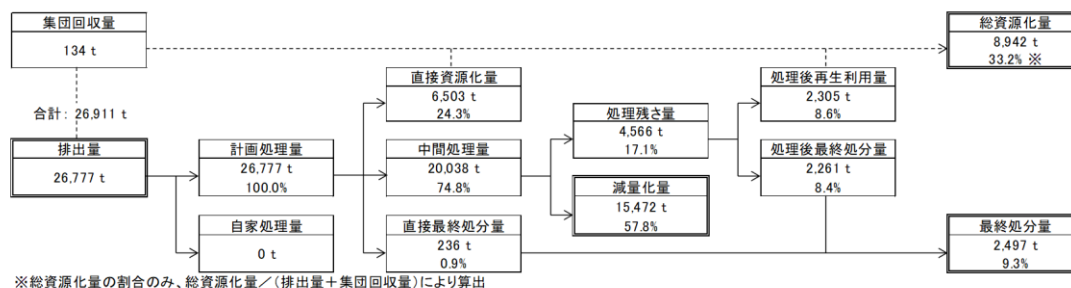 集団回収量
134 t
総資源化量
8,942 t
33.2% ※
直接資源化量
6,503 t
24.3%
処理後再生利用量
2,305 t
8.6%
合計: 26,911 t
処理残さ量
4,566 t
17.1%
排出量
26,777 t
計画処理量
26,777 t
100.0%
中間処理量
20,038 t
74.8%
処理後最終処分量
2,261 t
8.4%
減量化量
15,472 t
57.8%
自家処理量
0 t
直接最終処分量
236 t
0.9%
最終処分量
2,497 t
9.3%
※総資源化量の割合のみ、総資源化量/(排出量+集団回収量)により算出